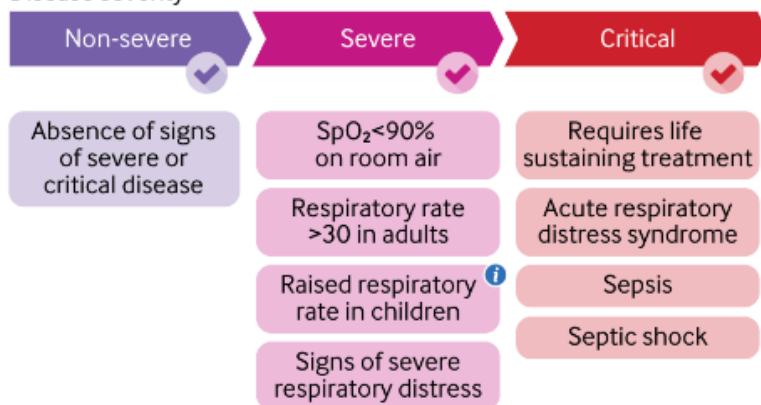 Non-severe
Severe
Critical
Absence of signs
of severe or
critical disease
SpO₂<90%
on room air
Respiratory rate
>30 in adults
Raised respiratory
rate in children
i
Signs of severe
respiratory distress
Requires life
sustaining treatment
Acute respiratory
distress syndrome
Sepsis
Septic shock